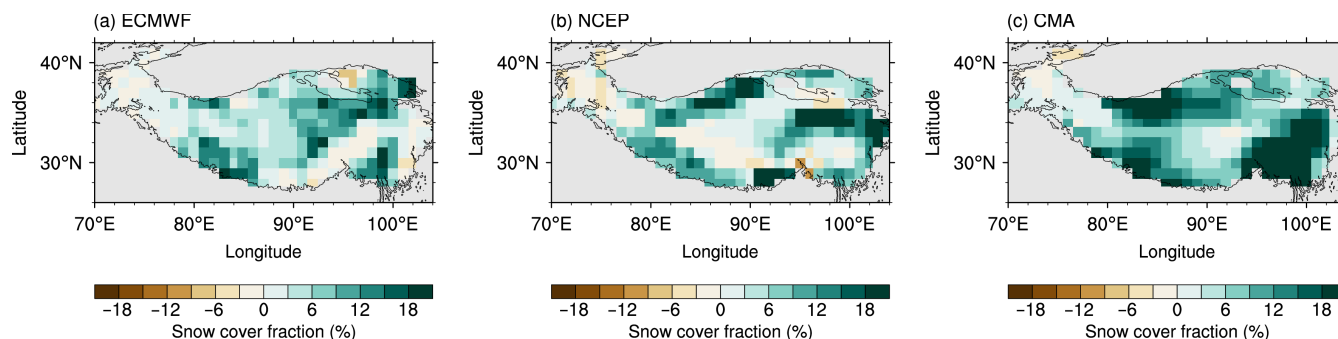 (a) ECMWF
40°N
30°N
Latitude
70°E 80°E 90°E 100°E
Longitude
−18 −12 −6 0 6 12 18
Snow cover fraction (%)
(b) NCEP
40°N
30°N
Latitude
70°E 80°E 90°E 100°E
Longitude
−18 −12 −6 0 6 12 18
Snow cover fraction (%)
(c) CMA
40°N
30°N
Latitude
70°E 80°E 90°E 100°E
Longitude
−18 −12 −6 0 6 12 18
Snow cover fraction (%)